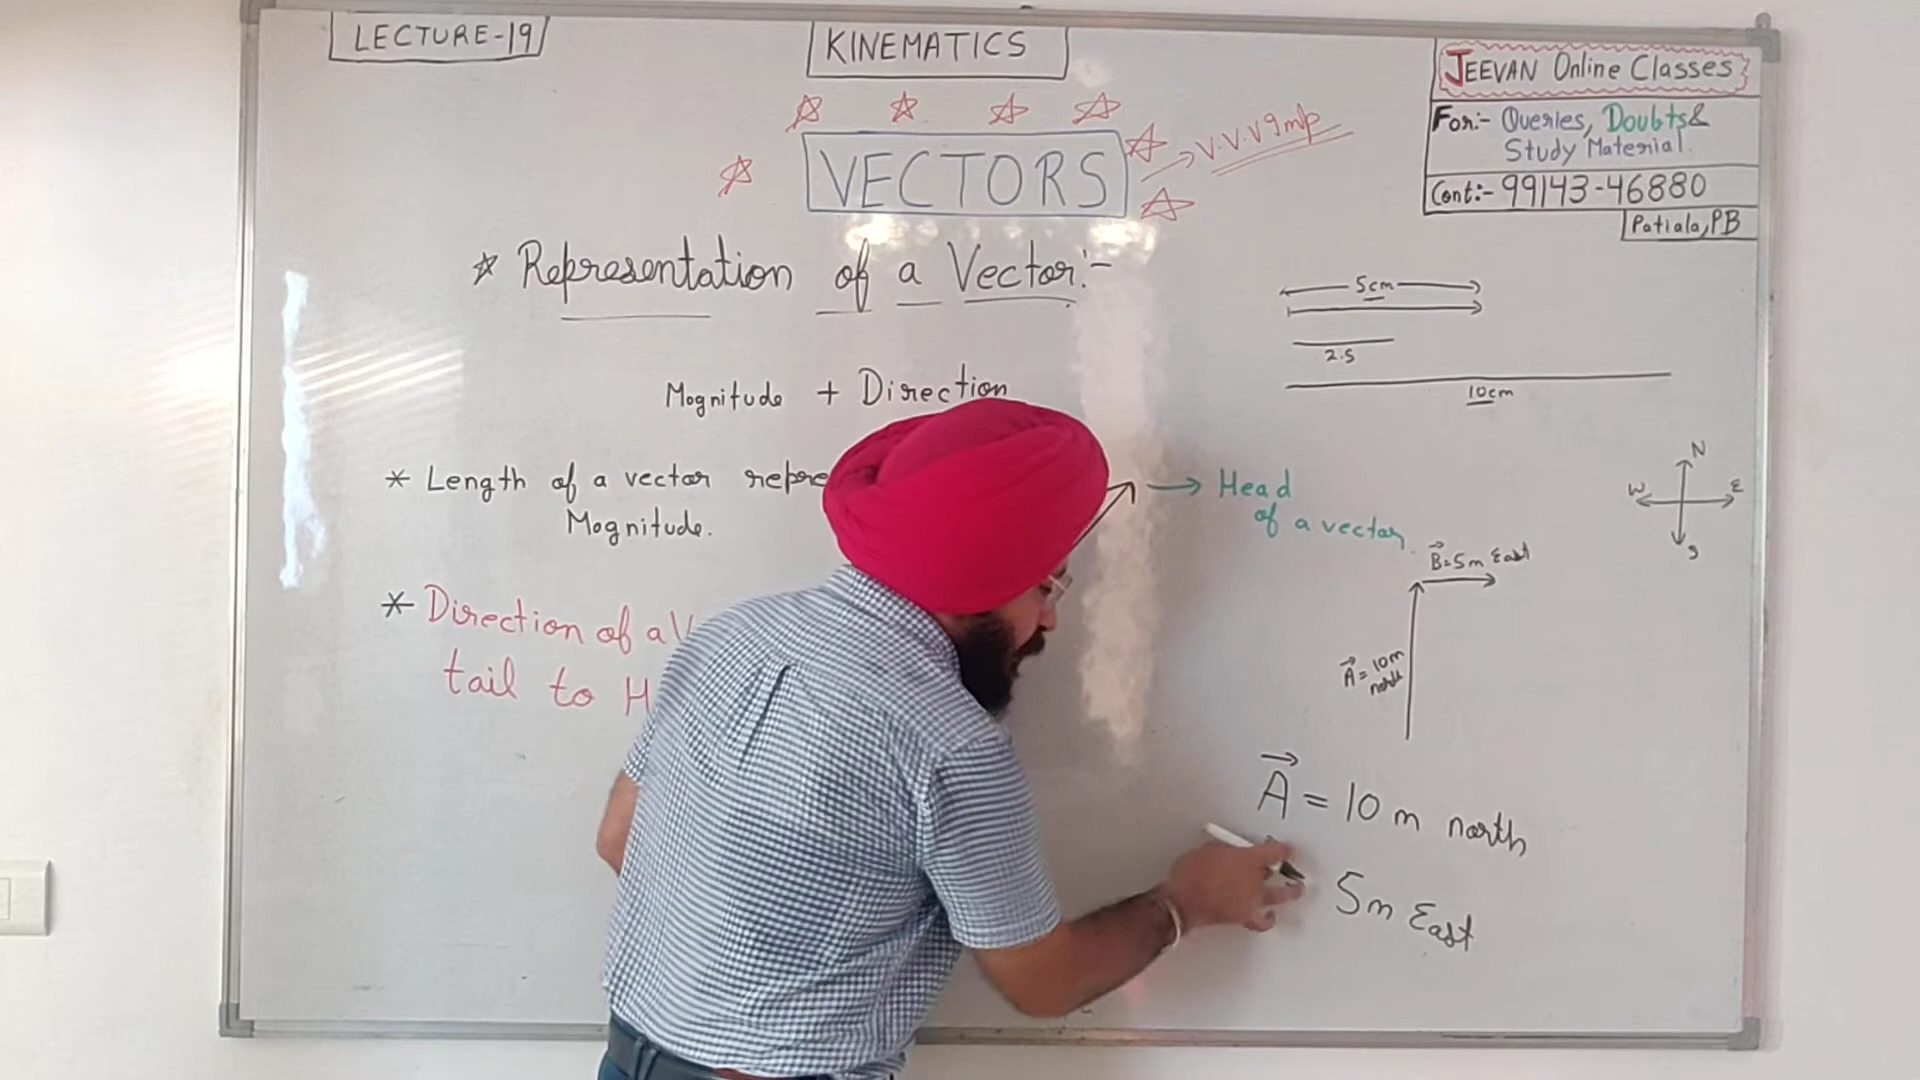 LECTURE-19
KINEMATICS
VECTORS
V.V.V Imp
JEEVAN Online Classes
For:- Queries, Doubts&
Study Material.
Cont:- 99143-46880
Patiala,PB
* Representation of a Vector:-
Magnitude + Direction
* Length of a vector repre
Magnitude.
* Direction of a V
tail to H
5cm
2.5
10cm
Head
of a vector.
N
W E
S
B=5m East
A=10m
north
A = 10 m north
5m East